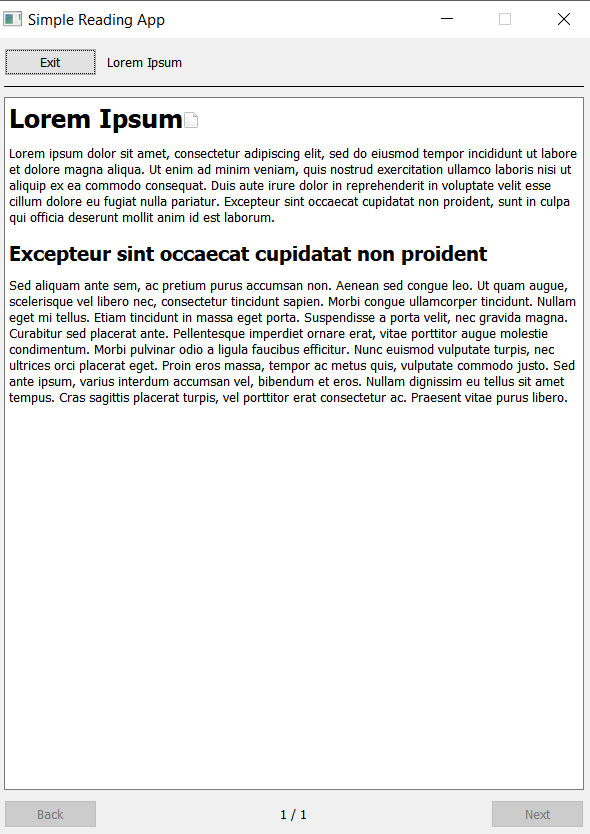 Simple Reading App
Exit
Lorem Ipsum
Lorem Ipsum
Lorem ipsum dolor sit amet, consectetur adipiscing elit, sed do eiusmod tempor incididunt ut labore
et dolore magna aliqua. Ut enim ad minim veniam, quis nostrud exercitation ullamco laboris nisi ut
aliquip ex ea commodo consequat. Duis aute irure dolor in reprehenderit in voluptate velit esse
cillum dolore eu fugiat nulla pariatur. Excepteur sint occaecat cupidatat non proident, sunt in culpa
qui officia deserunt mollit anim id est laborum.
Excepteur sint occaecat cupidatat non proident
Sed aliquam ante sem, ac pretium purus accumsan non. Aenean sed congue leo. Ut quam augue,
scelerisque vel libero nec, consectetur tincidunt sapien. Morbi congue ullamcorper tincidunt. Nullam
eget mi tellus. Etiam tincidunt in massa eget porta. Suspendisse a porta velit, nec gravida magna.
Curabitur sed placerat ante. Pellentesque imperdiet ornare erat, vitae porttitor augue molestie
condimentum. Morbi pulvinar odio a ligula faucibus efficitur. Nunc euismod vulputate turpis, nec
ultrices orci placerat eget. Proin eros massa, tempor ac metus quis, vulputate commodo justo. Sed
ante ipsum, varius interdum accumsan vel, bibendum et eros. Nullam dignissim eu tellus sit amet
tempus. Cras sagittis placerat turpis, vel porttitor erat consectetur ac. Praesent vitae purus libero.
Back
1 / 1
Next